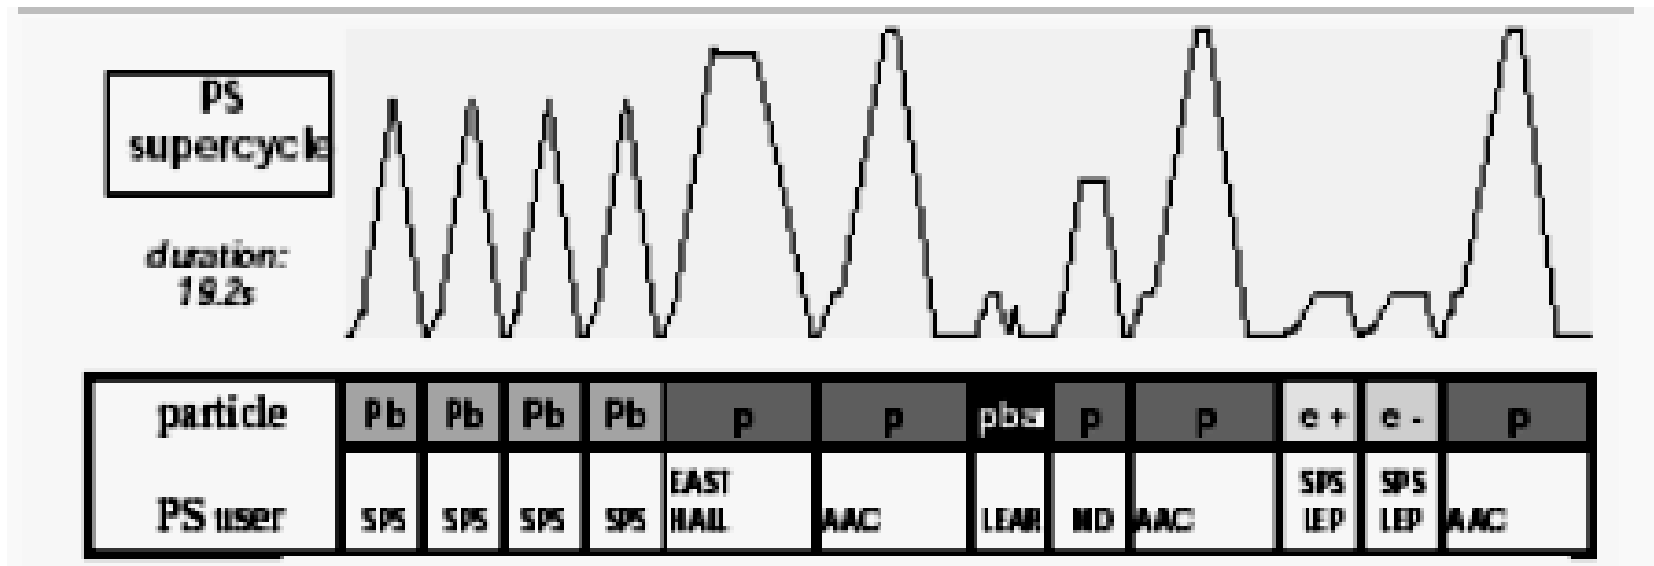 PS
supercycle
duration:
19.2s
particle Pb Pb Pb Pb p p pba p p e+ e- p
EAST SPS SPS
PS user SPS SPS SPS SPS HALL AAC LEAR MD AAC LEP LEP AAC